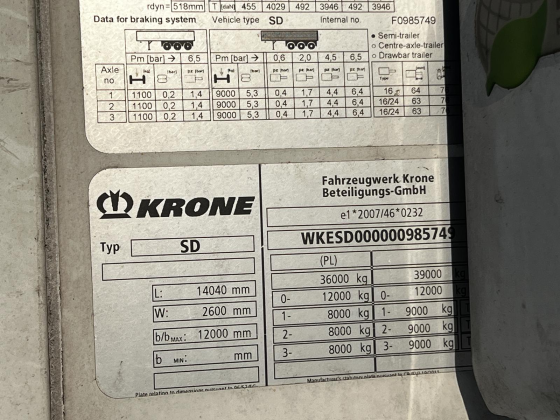 rdyn = 518mm T 455 4029 492 3946 492 3946
Data for braking system Vehicle type SD Internal no. F0985749
Semi-trailer
Centre-axle-trailer
Drawbar trailer
Pm [bar] → 6,5 Pm [bar] → 0,6 2,0 4,5 6,5
Axle no
1 1100 0,2 1,4 9000 5,3 0,4 1,7 4,4 6,4 16 64
2 1100 0,2 1,4 9000 5,3 0,4 1,7 4,4 6,4 16/24 63
3 1100 0,2 1,4 9000 5,3 0,4 1,7 4,4 6,4 16/24 63
KRONE
Fahrzeugwerk Krone
Beteiligungs-GmbH
e1*2007/46*0232
Typ SD
WKESD000000985749
(PL)
36000 kg 39000
L: 14040 mm
0- 12000 kg 0- 12000
W: 2600 mm
1- 8000 kg 1- 9000 kg
b/bMAX: 12000 mm
2- 8000 kg 2- 9000 kg
b MIN: mm
3- 8000 kg 3- 9000 kg